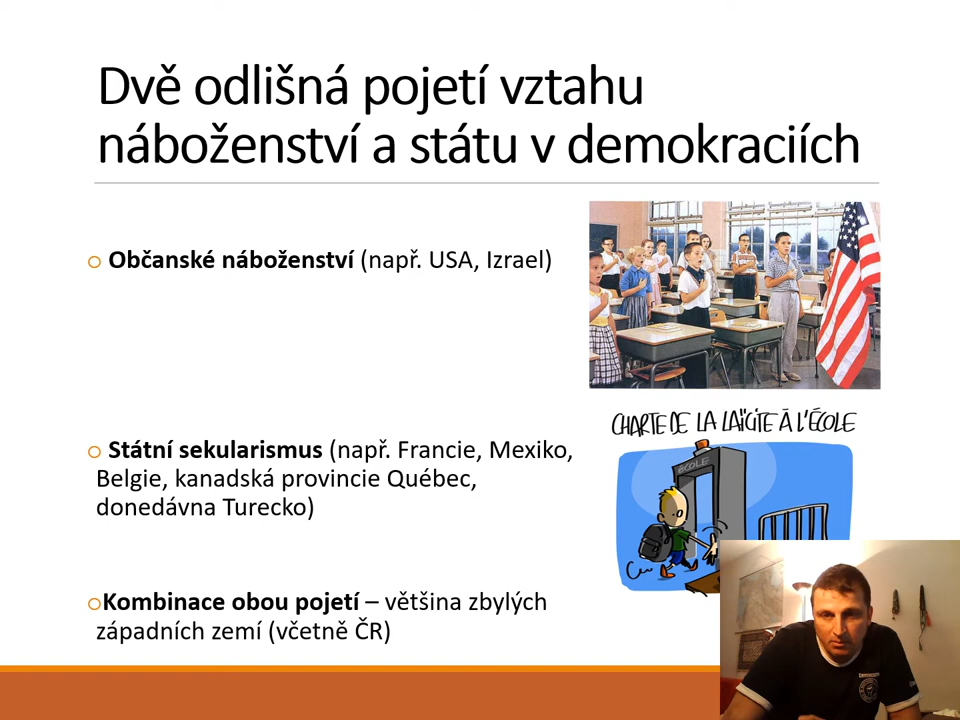 Dvě odlišná pojetí vztahu
náboženství a státu v demokraciích
o Občanské náboženství (např. USA, Izrael)
o Státní sekularismus (např. Francie, Mexiko,
Belgie, kanadská provincie Québec,
donedávna Turecko)
oKombinace obou pojetí – většina zbylých
západních zemí (včetně ČR)
CHARTE DE LA LAÏCITÉ À L'ÉCOLE
ECOLE